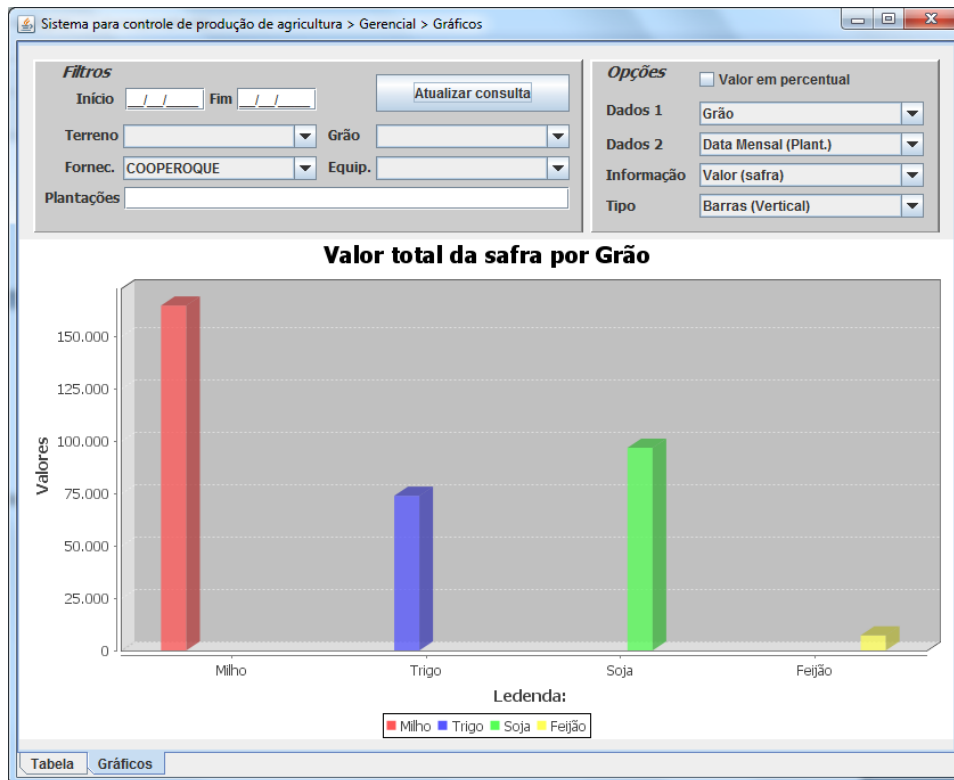 Sistema para controle de produção de agricultura > Gerencial > Gráficos
Filtros
Início __/__/____ Fim __/__/____ Atualizar consulta
Terreno Grão
Fornec. COOPEROQUE Equip.
Plantações
Opções
Valor em percentual
Dados 1 Grão
Dados 2 Data Mensal (Plant.)
Informação Valor (safra)
Tipo Barras (Vertical)
Valor total da safra por Grão
Valores
150.000
125.000
100.000
75.000
50.000
25.000
0
Milho Trigo Soja Feijão
Ledenda:
Milho Trigo Soja Feijão
Tabela Gráficos